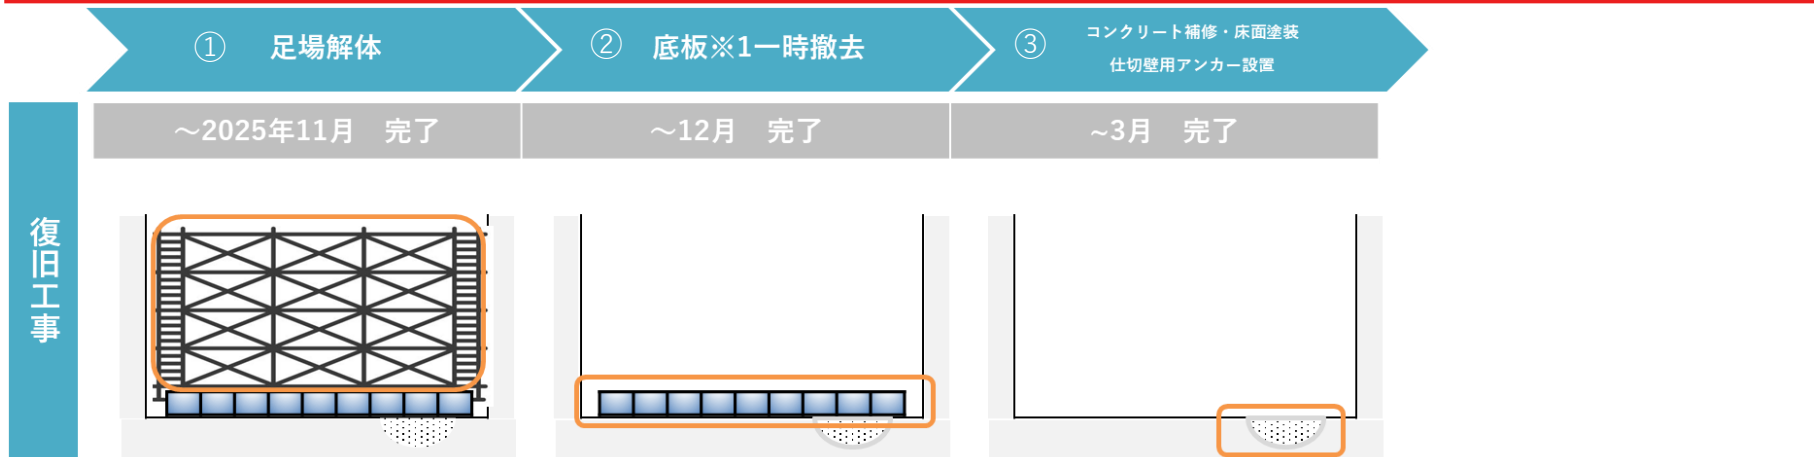 ① 足場解体
② 底板※1一時撤去
③ コンクリート補修・床面塗装
仕切壁用アンカー設置
～2025年11月　完了
～12月　完了
~3月　完了
復旧工事